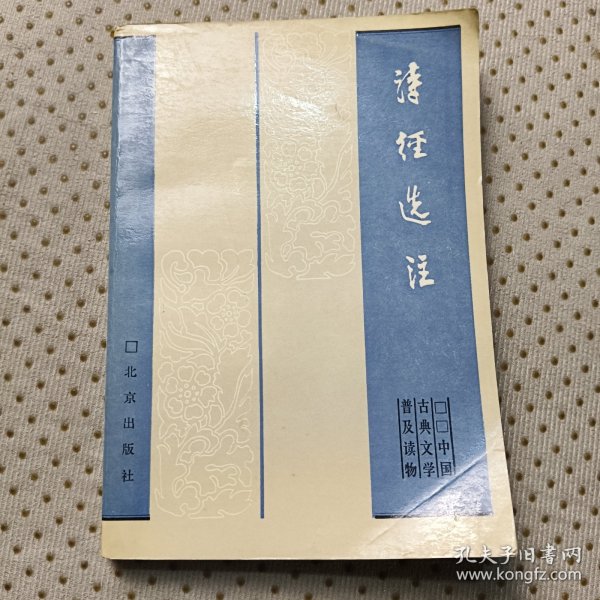 诗经选注
□□中国
古典文学
普及读物
□北京出版社
孔夫子旧书网
www.kongfz.com